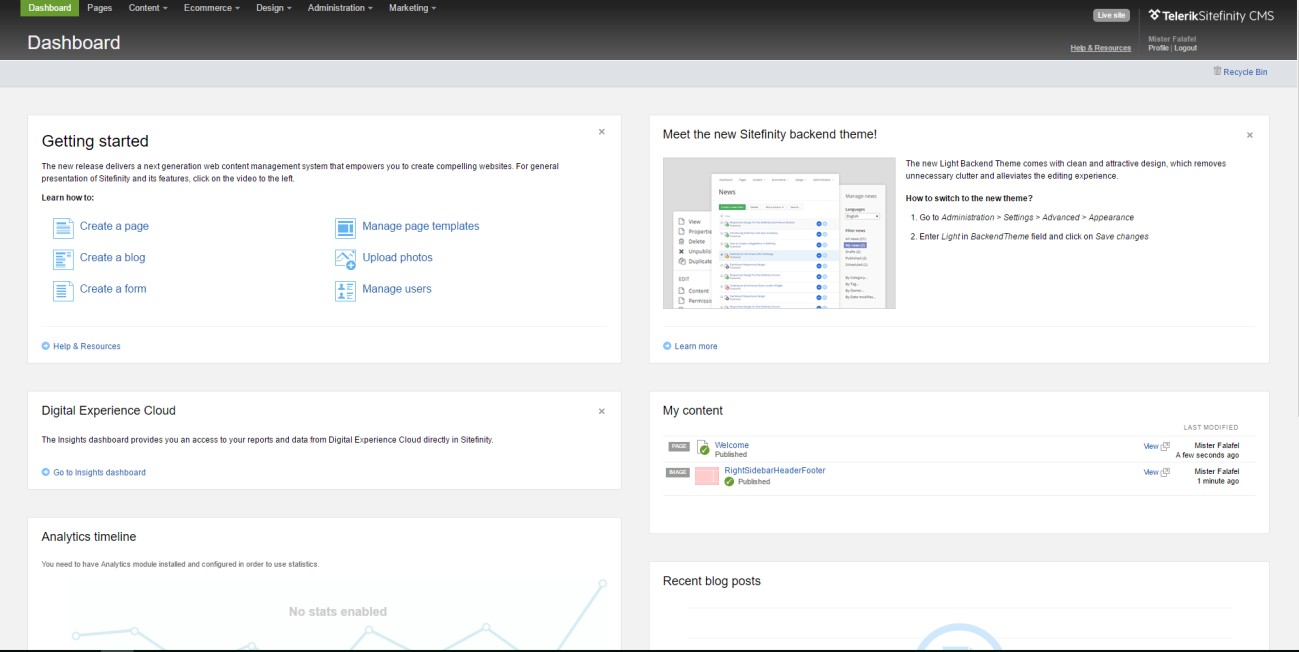 Dashboard Pages Content Ecommerce Design Administration Marketing
Live site
TelerikSitefinity CMS
Dashboard
Help & Resources
Mister Falafel
Profile | Logout
Recycle Bin
Getting started
The new release delivers a next generation web content management system that empowers you to create compelling websites. For general
presentation of Sitefinity and its features, click on the video to the left.
Learn how to:
Create a page
Manage page templates
Create a blog
Upload photos
Create a form
Manage users
Help & Resources
Meet the new Sitefinity backend theme!
News
Manage news
Languages
English
Filter news
View
Delete
EDIT
Content
The new Light Backend Theme comes with clean and attractive design, which removes
unnecessary clutter and alleviates the editing experience.
How to switch to the new theme?
1. Go to Administration > Settings > Advanced > Appearance
2. Enter Light in BackendTheme field and click on Save changes
Learn more
Digital Experience Cloud
The Insights dashboard provides you an access to your reports and data from Digital Experience Cloud directly in Sitefinity.
Go to Insights dashboard
My content
LAST MODIFIED
PAGE Welcome View Mister Falafel
Published A few seconds ago
IMAGE RightSidebarHeaderFooter View Mister Falafel
Published 1 minute ago
Analytics timeline
You need to have Analytics module installed and configured in order to use statistics.
No stats enabled
Recent blog posts